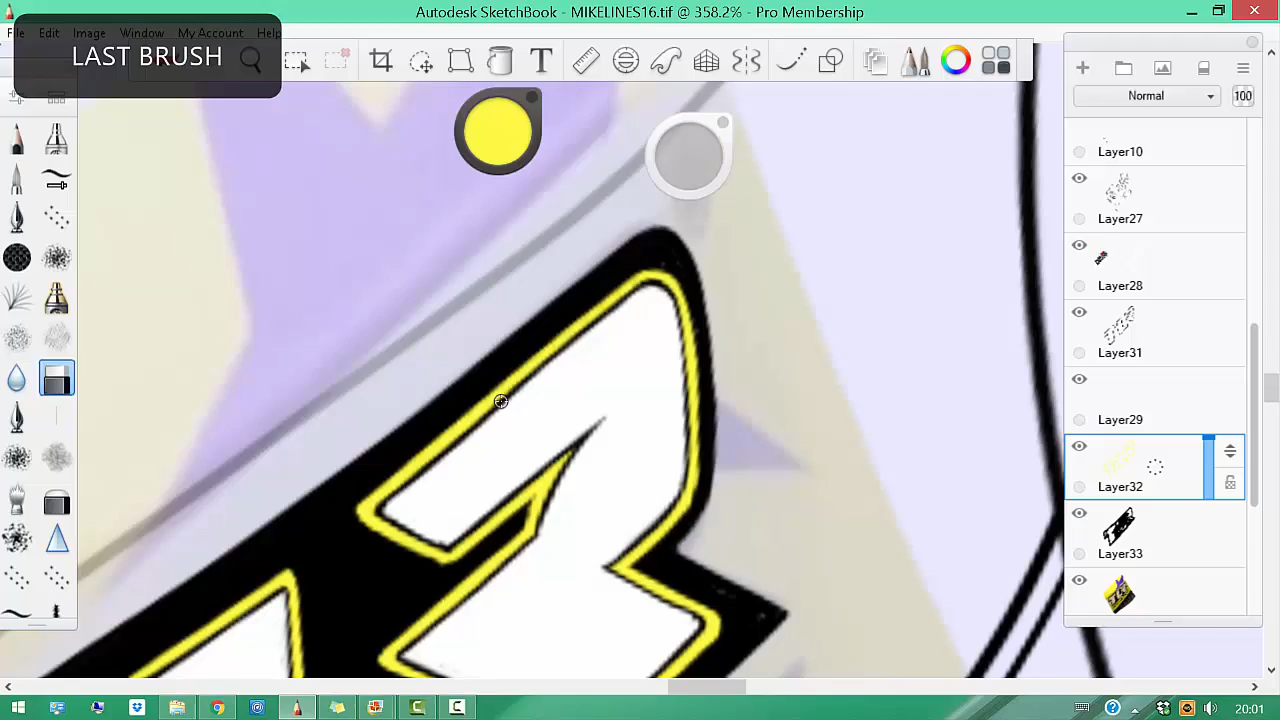 Autodesk SketchBook - MIKELINES16.tif @ 358.2% - Pro Membership
File Edit Image Window My Account Help
LAST BRUSH
T
Normal
100
Layer10
Layer27
Layer28
Layer31
Layer29
Layer32
Layer33
20:01